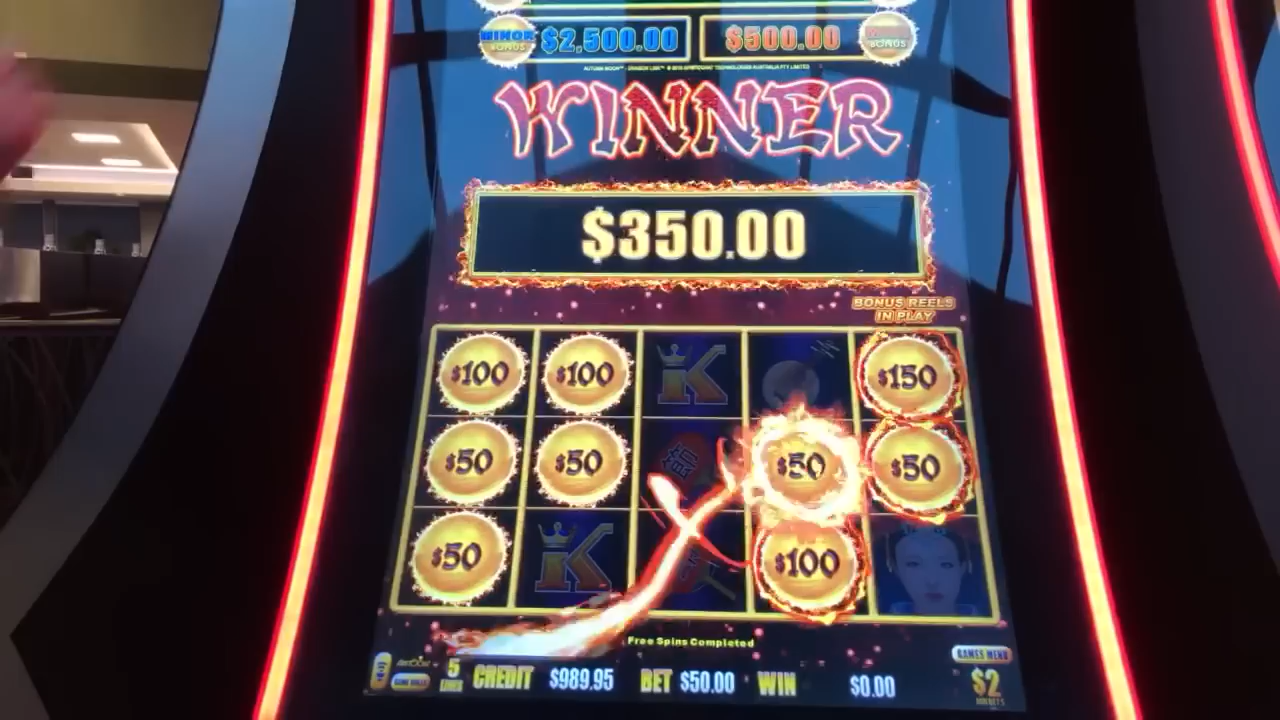 MINOR BONUS $2,500.00 $500.00 BONUS
WINNER
$350.00
BONUS REELS
IN PLAY
$100 $100 K $150
$50 $50 節 $50 $50
$50 K $100
Free Spins Completed
5 LINES CREDIT $989.95 BET $50.00 WIN $0.00 GAMES MENU $2